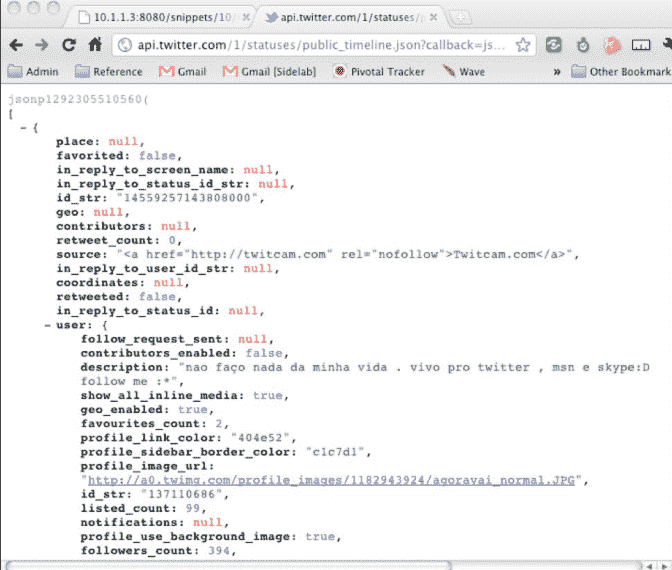 10.1.1.3:8080/snippets/10/
api.twitter.com/1/statuses/p
api.twitter.com/1/statuses/public_timeline.json?callback=js...
Admin Reference Gmail Gmail [Sidelab] Pivotal Tracker Wave » Other Bookmark
jsonp1292305510560(
[
- {
place: null,
favorited: false,
in_reply_to_screen_name: null,
in_reply_to_status_id_str: null,
id_str: "14559257143808000",
geo: null,
contributors: null,
retweet_count: 0,
source: "<a href="http://twitcam.com" rel="nofollow">Twitcam.com</a>",
in_reply_to_user_id_str: null,
coordinates: null,
retweeted: false,
in_reply_to_status_id: null,
- user: {
follow_request_sent: null,
contributors_enabled: false,
description: "nao faço nada da minha vida . vivo pro twitter , msn e skype:D
follow me :*",
show_all_inline_media: true,
geo_enabled: true,
favourites_count: 2,
profile_link_color: "404e52",
profile_sidebar_border_color: "c1c7d1",
profile_image_url:
"http://a0.twimg.com/profile_images/1182943924/agoravai_normal.JPG",
id_str: "137110686",
listed_count: 99,
notifications: null,
profile_use_background_image: true,
followers_count: 394,